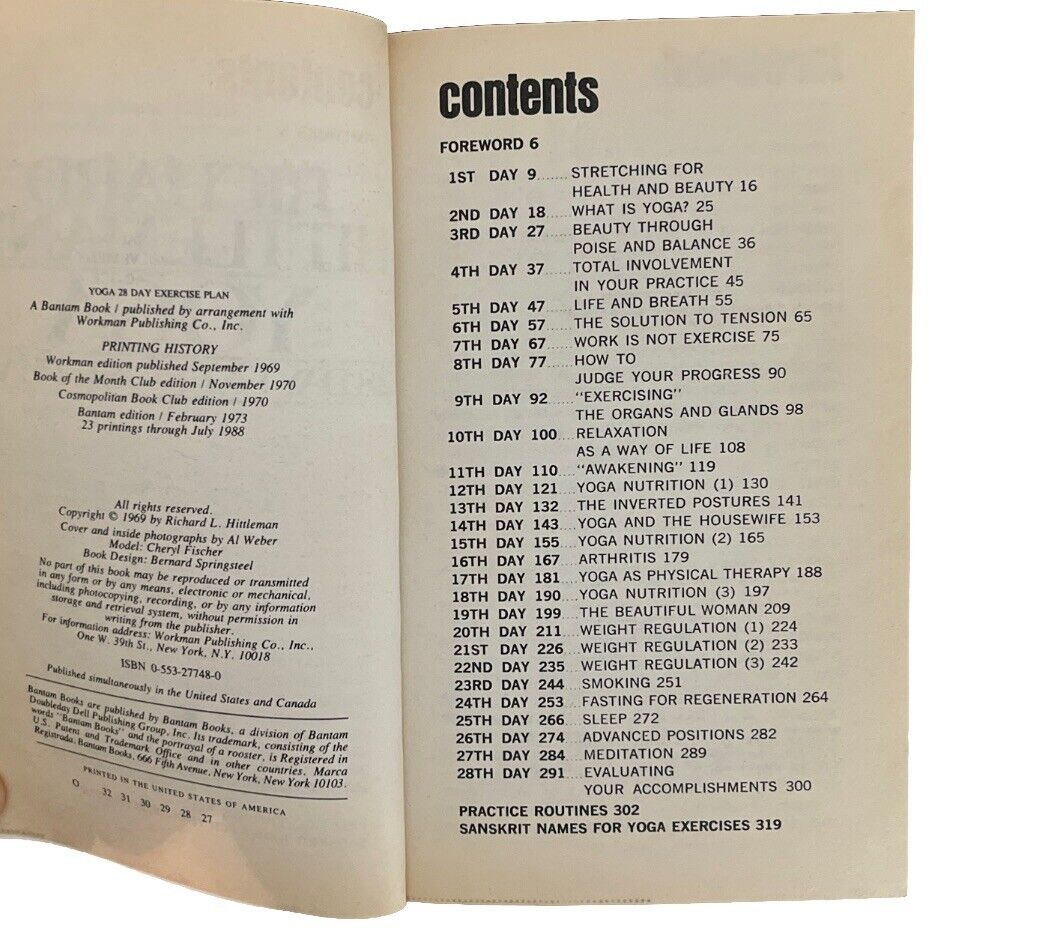 YOGA 28 DAY EXERCISE PLAN
A Bantam Book / published by arrangement with
Workman Publishing Co., Inc.
PRINTING HISTORY
Workman edition published September 1969
Book of the Month Club edition / November 1970
Cosmopolitan Book Club edition / 1970
Bantam edition / February 1973
23 printings through July 1988
All rights reserved.
Copyright © 1969 by Richard L. Hittleman
Cover and inside photographs by Al Weber
Model: Cheryl Fischer
Book Design: Bernard Springsteel
No part of this book may be reproduced or transmitted
in any form or by any means, electronic or mechanical,
including photocopying, recording, or by any information
storage and retrieval system, without permission in
writing from the publisher.
For information address: Workman Publishing Co., Inc.,
One W. 39th St., New York, N.Y. 10018
ISBN 0-553-27748-0
Published simultaneously in the United States and Canada
Bantam Books are published by Bantam Books, a division of Bantam
Doubleday Dell Publishing Group, Inc. Its trademark, consisting of the
words "Bantam Books" and the portrayal of a rooster, is Registered in
U.S. Patent and Trademark Office and in other countries. Marca
Registrada. Bantam Books, 666 Fifth Avenue, New York, New York 10103.
PRINTED IN THE UNITED STATES OF AMERICA
O 32 31 30 29 28 27
contents
FOREWORD 6
1ST DAY 9....... STRETCHING FOR
HEALTH AND BEAUTY 16
2ND DAY 18..... WHAT IS YOGA? 25
3RD DAY 27..... BEAUTY THROUGH
POISE AND BALANCE 36
4TH DAY 37..... TOTAL INVOLVEMENT
IN YOUR PRACTICE 45
5TH DAY 47..... LIFE AND BREATH 55
6TH DAY 57..... THE SOLUTION TO TENSION 65
7TH DAY 67..... WORK IS NOT EXERCISE 75
8TH DAY 77..... HOW TO
JUDGE YOUR PROGRESS 90
9TH DAY 92..... "EXERCISING"
THE ORGANS AND GLANDS 98
10TH DAY 100.... RELAXATION
AS A WAY OF LIFE 108
11TH DAY 110.... "AWAKENING" 119
12TH DAY 121.... YOGA NUTRITION (1) 130
13TH DAY 132.... THE INVERTED POSTURES 141
14TH DAY 143.... YOGA AND THE HOUSEWIFE 153
15TH DAY 155.... YOGA NUTRITION (2) 165
16TH DAY 167.... ARTHRITIS 179
17TH DAY 181.... YOGA AS PHYSICAL THERAPY 188
18TH DAY 190.... YOGA NUTRITION (3) 197
19TH DAY 199.... THE BEAUTIFUL WOMAN 209
20TH DAY 211.... WEIGHT REGULATION (1) 224
21ST DAY 226.... WEIGHT REGULATION (2) 233
22ND DAY 235.... WEIGHT REGULATION (3) 242
23RD DAY 244.... SMOKING 251
24TH DAY 253.... FASTING FOR REGENERATION 264
25TH DAY 266.... SLEEP 272
26TH DAY 274.... ADVANCED POSITIONS 282
27TH DAY 284.... MEDITATION 289
28TH DAY 291.... EVALUATING
YOUR ACCOMPLISHMENTS 300
PRACTICE ROUTINES 302
SANSKRIT NAMES FOR YOGA EXERCISES 319